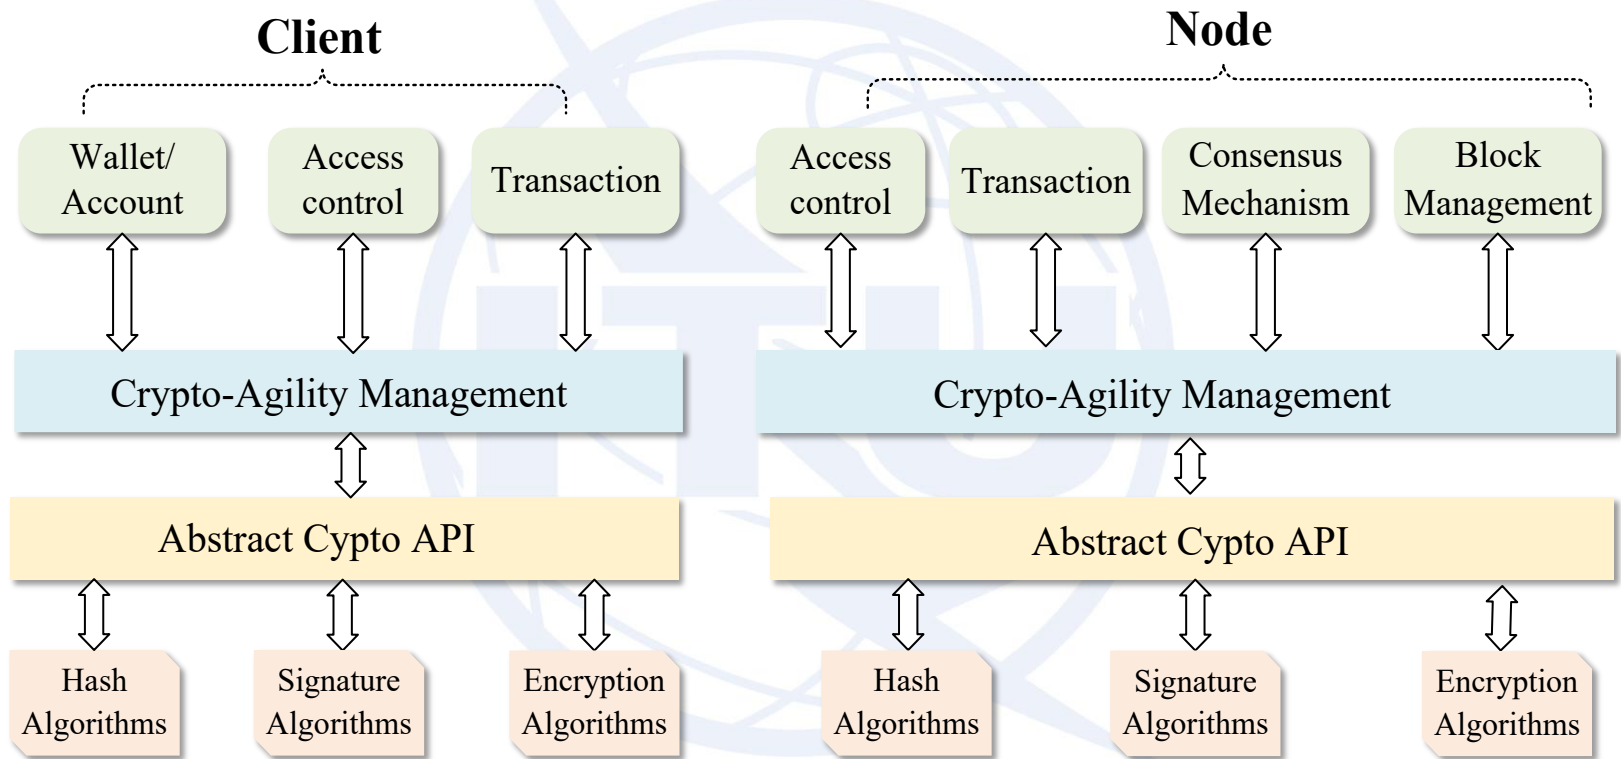 Client
Wallet/
Account
Access
control
Transaction
Crypto-Agility Management
Abstract Cypto API
Hash
Algorithms
Signature
Algorithms
Encryption
Algorithms
Node
Access
control
Transaction
Consensus
Mechanism
Block
Management
Crypto-Agility Management
Abstract Cypto API
Hash
Algorithms
Signature
Algorithms
Encryption
Algorithms
ITU